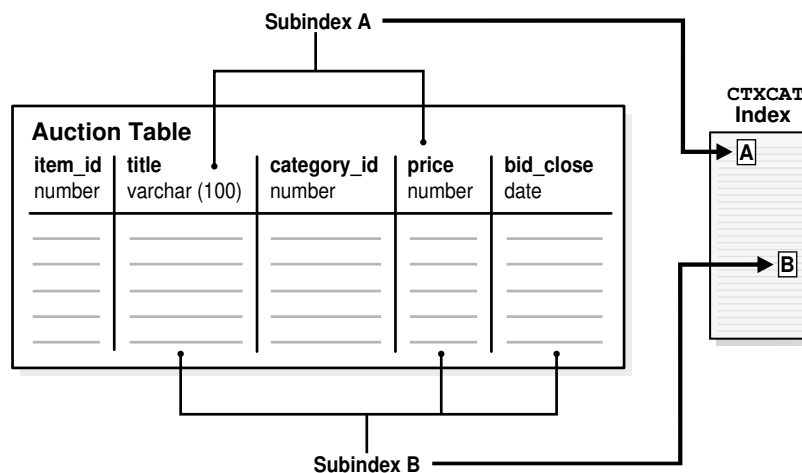 Subindex A
CTXCAT
Index
A
Auction Table
item_id title category_id price bid_close
number varchar (100) number number date
B
Subindex B